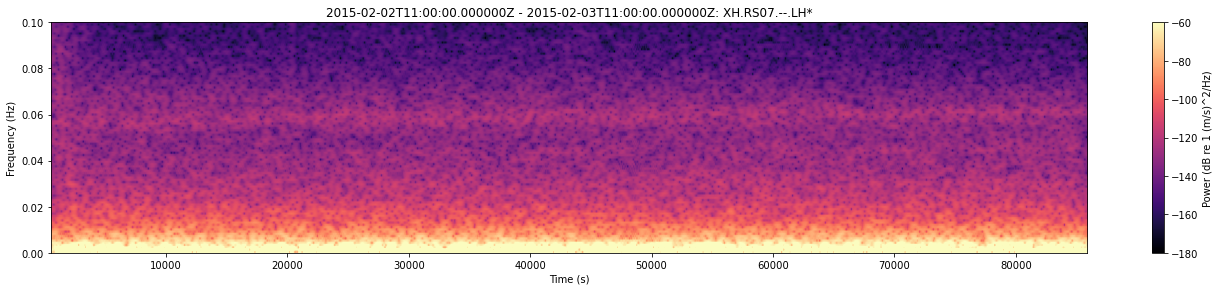 2015-02-02T11:00:00.000000Z - 2015-02-03T11:00:00.000000Z: XH.RS07.--.LH*
Frequency (Hz)
0.10
0.08
0.06
0.04
0.02
0.00
10000 20000 30000 40000 50000 60000 70000 80000
Time (s)
−60
−80
−100
−120
−140
−160
−180
Power (dB re 1 (m/s)^2/Hz)